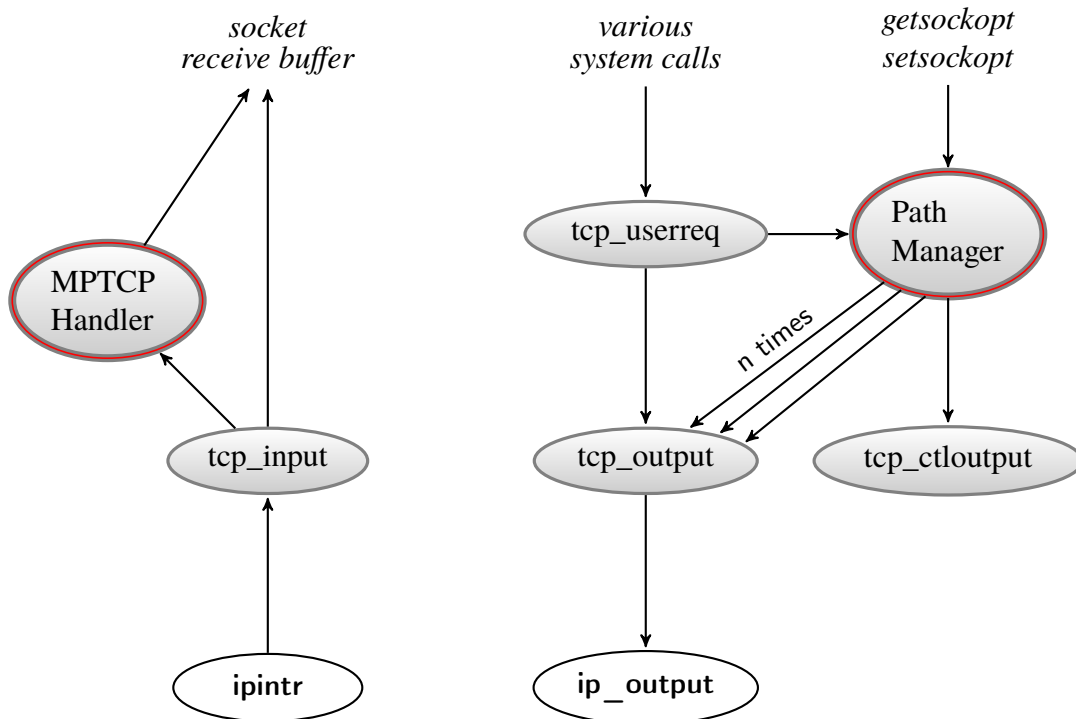 socket
receive buffer
various
system calls
getsockopt
setsockopt
tcp_userreq
Path
Manager
MPTCP
Handler
n times
tcp_input
tcp_output
tcp_ctloutput
ipintr
ip_output